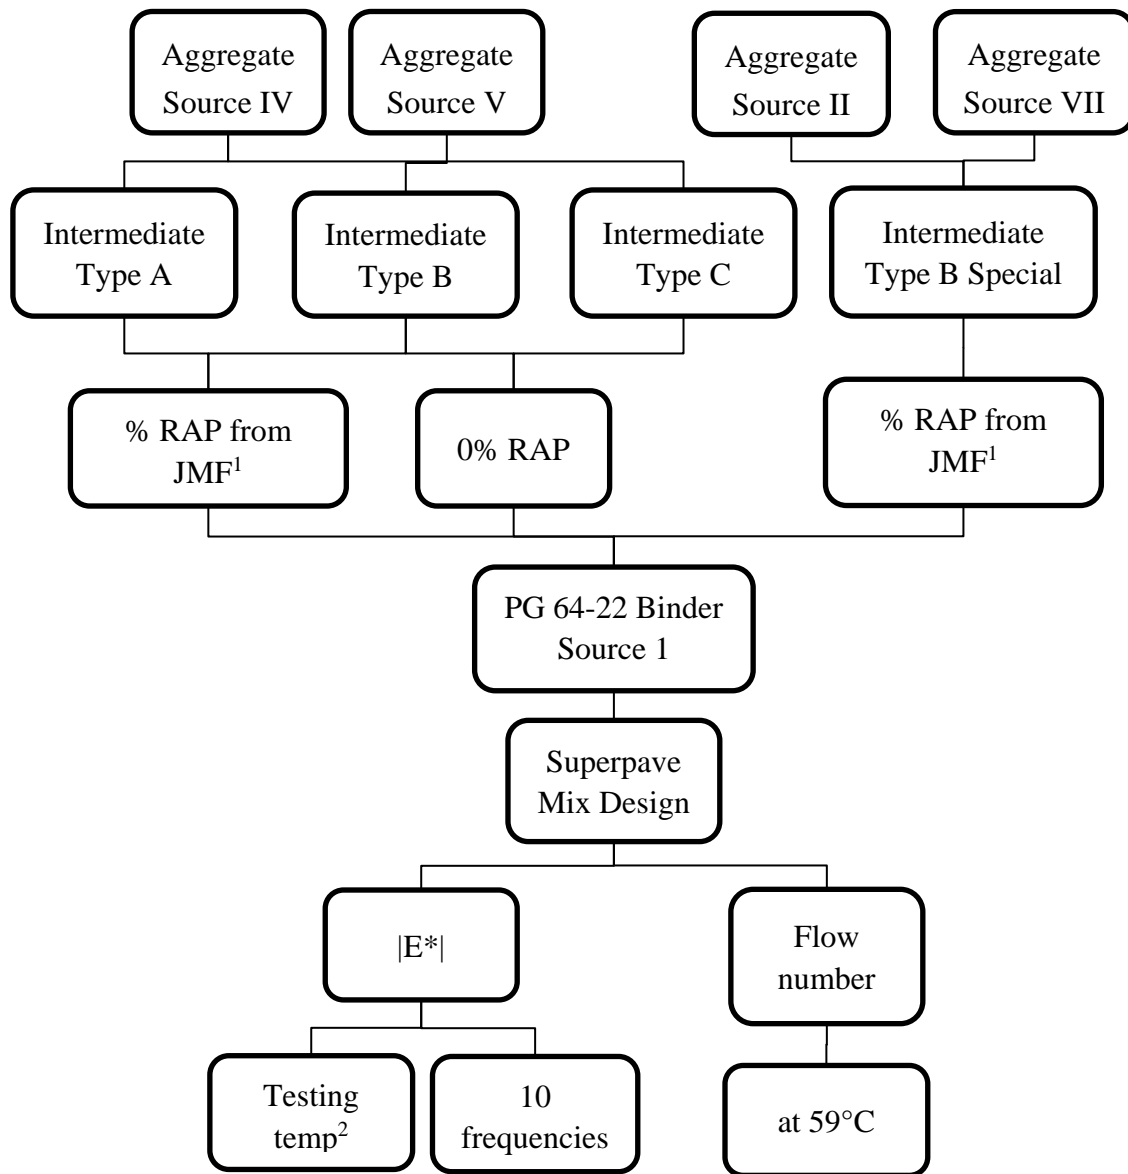 Aggregate
Source IV
Aggregate
Source V
Aggregate
Source II
Aggregate
Source VII
Intermediate
Type A
Intermediate
Type B
Intermediate
Type C
Intermediate
Type B Special
% RAP from
JMF¹
0% RAP
% RAP from
JMF¹
PG 64-22 Binder
Source 1
Superpave
Mix Design
|E*|
Flow
number
Testing
temp²
10
frequencies
at 59°C